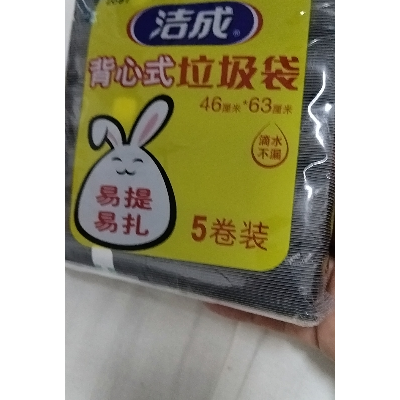 洁成®
背心式垃圾袋
46厘米*63厘米
滴水
不漏
易提
易扎
5卷装